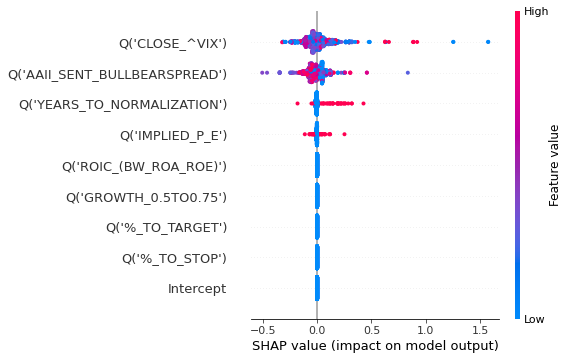 High
Q('CLOSE_^VIX')
Q('AAII_SENT_BULLBEARSPREAD')
Q('YEARS_TO_NORMALIZATION')
Q('IMPLIED_P_E')
Q('ROIC_(BW_ROA_ROE)')
Q('GROWTH_0.5TO0.75')
Q('%_TO_TARGET')
Q('%_TO_STOP')
Intercept
Feature value
Low
−0.5 0.0 0.5 1.0 1.5
SHAP value (impact on model output)